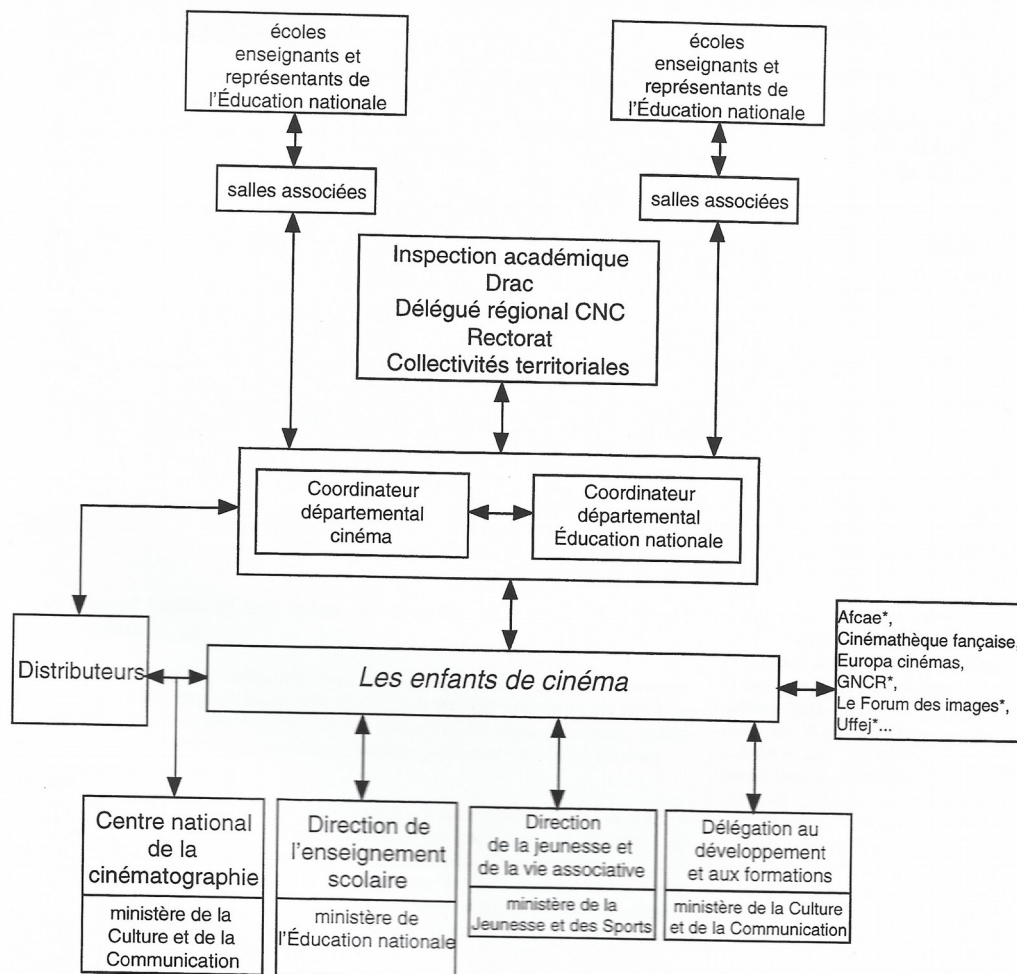 écoles
enseignants et
représentants de
l'Éducation nationale
écoles
enseignants et
représentants de
l'Éducation nationale
salles associées
salles associées
Inspection académique
Drac
Délégué régional CNC
Rectorat
Collectivités territoriales
Coordinateur
départemental
cinéma
Coordinateur
départemental
Éducation nationale
Distributeurs
Les enfants de cinéma
Afcae*,
Cinémathèque fançaise,
Europa cinémas,
GNCR*,
Le Forum des images*,
Uffej*...
Centre national
de la
cinématographie
ministère de la
Culture et de la
Communication
Direction de
l'enseignement
scolaire
ministère de
l'Éducation nationale
Direction
de la jeunesse et
de la vie associative
ministère de la
Jeunesse et des Sports
Délégation au
développement
et aux formations
ministère de la Culture
et de la Communication